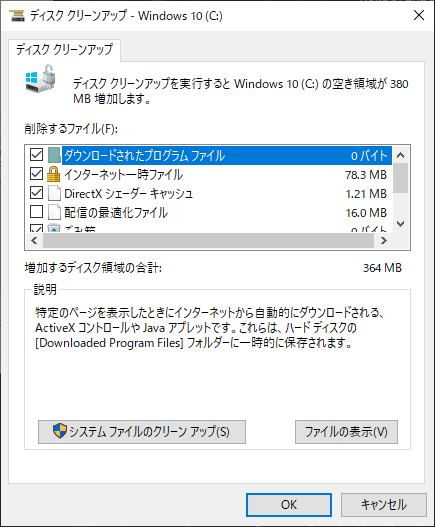 ディスク クリーンアップ - Windows 10 (C:)
ディスク クリーンアップ
ディスク クリーンアップを実行すると Windows 10 (C:) の空き領域が 380
MB 増加します。
削除するファイル(F):
ダウンロードされたプログラム ファイル 0 バイト
インターネット一時ファイル 78.3 MB
DirectX シェーダー キャッシュ 1.21 MB
配信の最適化ファイル 16.0 MB
ごみ箱 0 バイト
増加するディスク領域の合計: 364 MB
説明
特定のページを表示したときにインターネットから自動的にダウンロードされる、
ActiveX コントロールや Java アプレットです。これらは、ハード ディスクの
[Downloaded Program Files] フォルダーに一時的に保存されます。
システム ファイルのクリーン アップ(S)
ファイルの表示(V)
OK
キャンセル